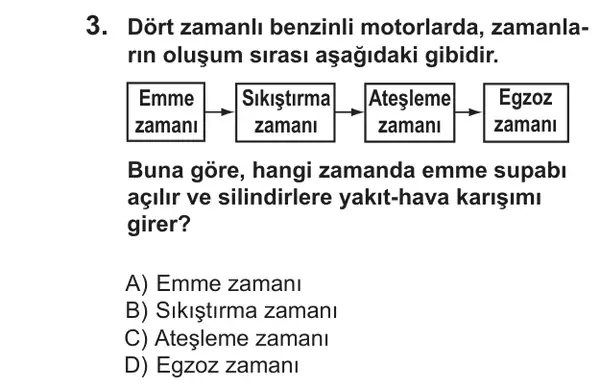 3. Dört zamanlı benzinli motorlarda, zamanla-
rın oluşum sırası aşağıdaki gibidir.
Emme zamanı
Sıkıştırma zamanı
Ateşleme zamanı
Egzoz zamanı
Buna göre, hangi zamanda emme supabı
açılır ve silindirlere yakıt-hava karışımı
girer?
A) Emme zamanı
B) Sıkıştırma zamanı
C) Ateşleme zamanı
D) Egzoz zamanı